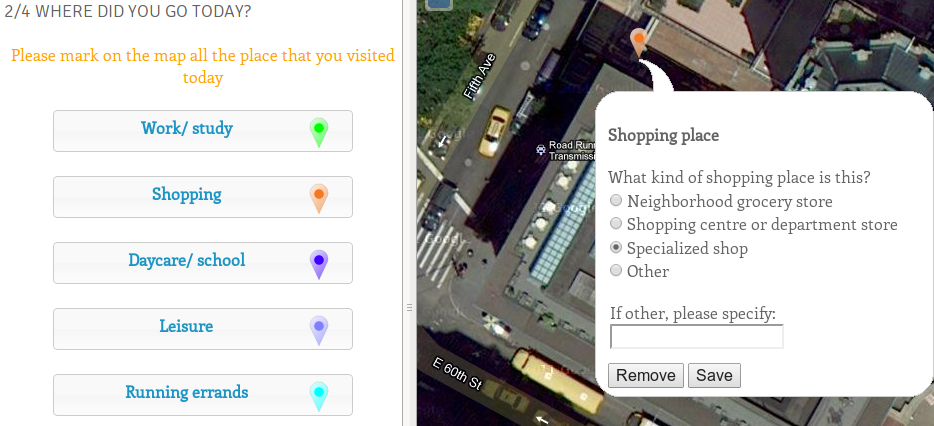 2/4 WHERE DID YOU GO TODAY?
Please mark on the map all the place that you visited
today
Work/ study
Shopping
Daycare/ school
Leisure
Running errands
Fifth Ave
Road Run
Transmissi
E 60th St
Shopping place
What kind of shopping place is this?
Neighborhood grocery store
Shopping centre or department store
Specialized shop
Other
If other, please specify:
Remove Save